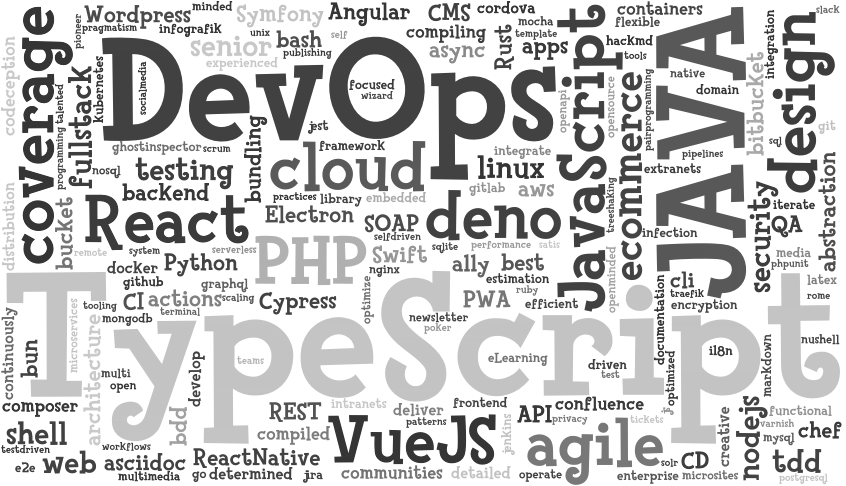 minded
Wordpress
pragmatism
infografik
pioneer
Symfony
unix
self
bash
publishing
senior
experienced
Angular
CMS
cordova
compiling
async
mocha
template
apps
Rust
containers
flexible
hackmd
tools
slack
integration
codeception
coverage
talented
programming
fullstack
kubernetes
DevOps
socialmedia
focused
wizard
jest
JavaScript
openapi
opensource
pairprogramming
ecommerce
treeshaking
JAVA
native
domain
pipelines
extranets
bitbucket
design
git
sql
ghostinspector
scrum
nosql
testing
backend
bundling
framework
cloud
integrate
linux
gitlab
aws
practices
library
embedded
distribution
bucket
remote
React
Electron
SOAP
selfdriven
deno
sqlite
performance
satis
infection
security
iterate
QA
abstraction
media
phpunit
system
serverless
docker
github
Python
graphql
PHP
Swift
nginx
ally
best
estimation
ruby
openminded
cli
traefik
encryption
latex
rome
tooling
CI
actions
scaling
Cypress
optimize
PWA
efficient
mongodb
terminal
newsletter
poker
TypeScript
continuously
bun
microservices
architecture
multi
open
develop
teams
eLearning
driven
test
documentation
optimized
i18n
markdown
nushell
composer
bdd
REST
intranets
deliver
patterns
frontend
API
privacy
confluence
tickets
js
creative
nodejs
functional
varnish
mysql
chef
shell
testdriven
e2e
web
workflows
asciidoc
multimedia
compiled
ReactNative
go
determined
jira
VueJS
jenkins
communities
detailed
agile
operate
enterprise
solr
CD
microsites
tdd
postgresql